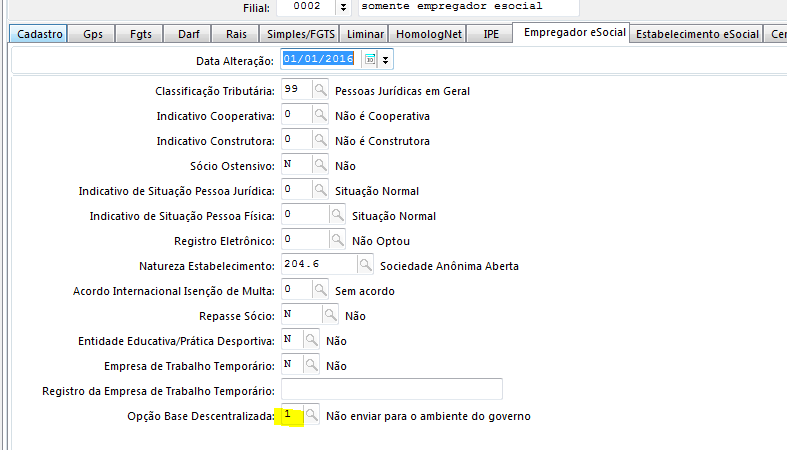 Filial: 0002 somente empregador esocial
Cadastro Gps Fgts Darf Rais Simples/FGTS Liminar HomologNet IPE Empregador eSocial Estabelecimento eSocial Cer
Data Alteração: 01/01/2016
Classificação Tributária: 99 Pessoas Jurídicas em Geral
Indicativo Cooperativa: 0 Não é Cooperativa
Indicativo Construtora: 0 Não é Construtora
Sócio Ostensivo: N Não
Indicativo de Situação Pessoa Jurídica: 0 Situação Normal
Indicativo de Situação Pessoa Física: 0 Situação Normal
Registro Eletrônico: 0 Não Optou
Natureza Estabelecimento: 204.6 Sociedade Anônima Aberta
Acordo Internacional Isenção de Multa: 0 Sem acordo
Repasse Sócio: N Não
Entidade Educativa/Prática Desportiva: N Não
Empresa de Trabalho Temporário: N Não
Registro da Empresa de Trabalho Temporário:
Opção Base Descentralizada: 1 Não enviar para o ambiente do governo